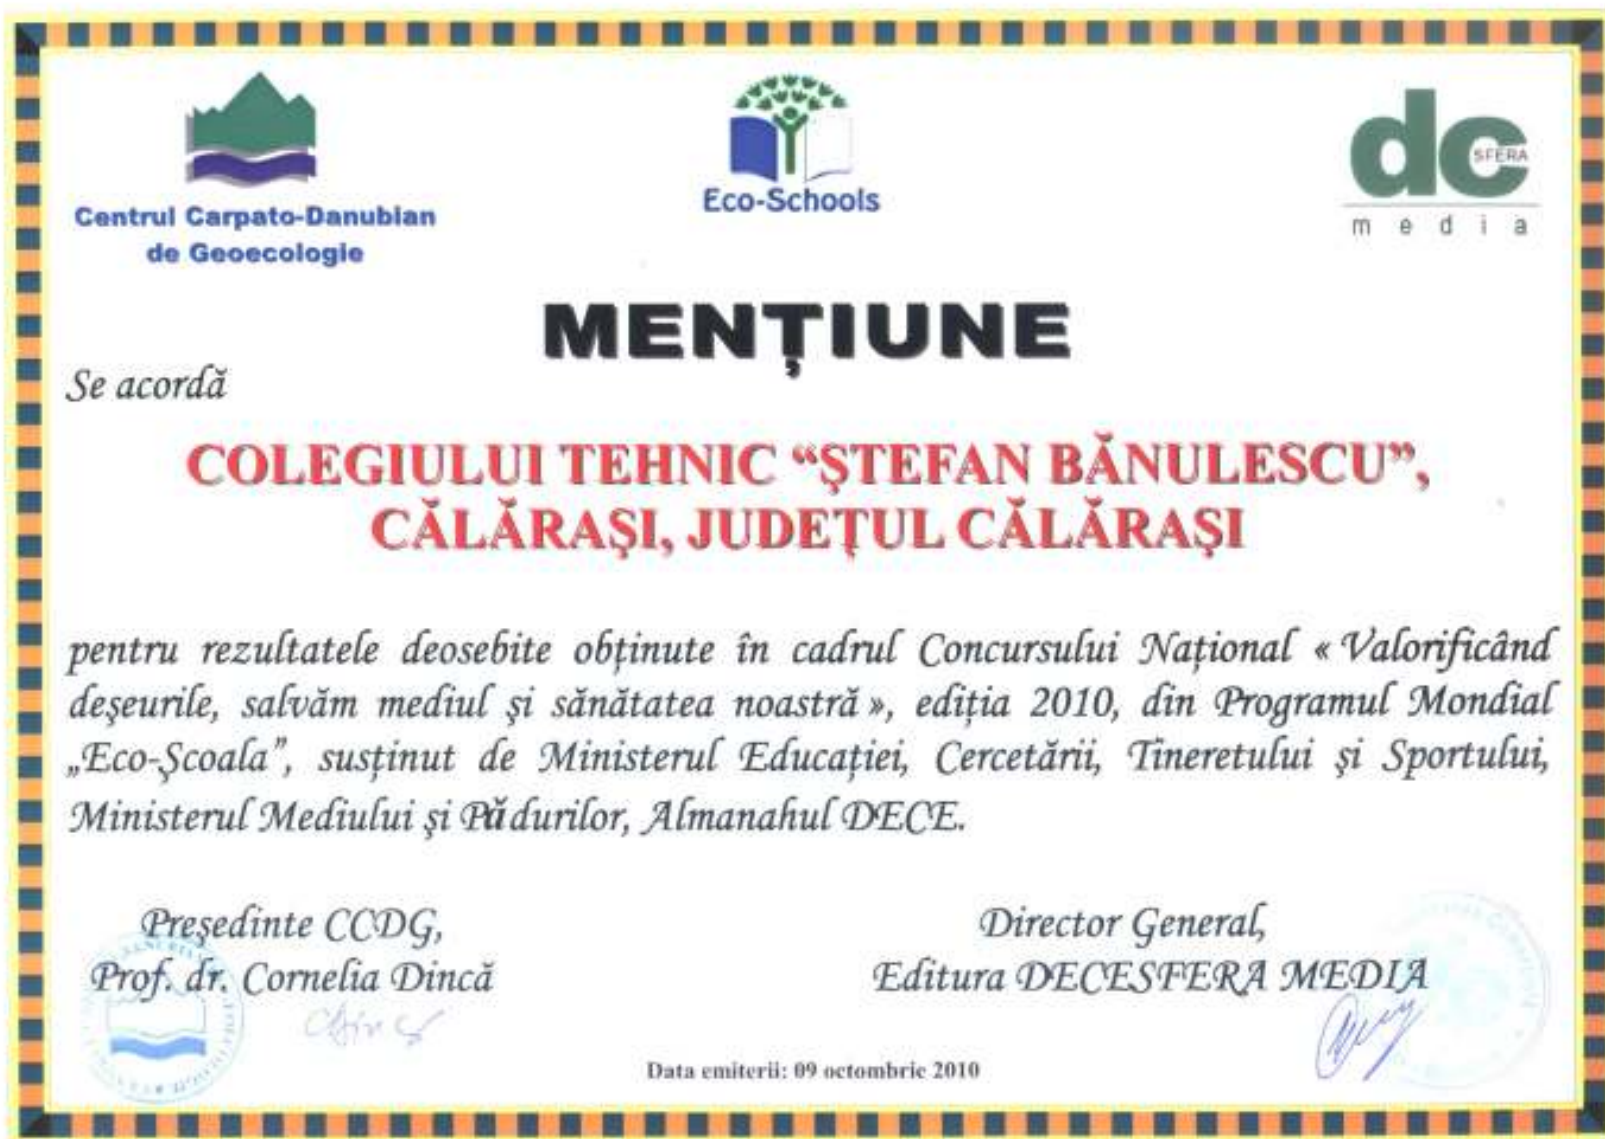 Centrul Carpato-Danubian
de Geoecologie
Eco-Schools
dc
SFERA
media
MENȚIUNE
Se acordă
COLEGIULUI TEHNIC “ŞTEFAN BĂNULESCU”,
CĂLĂRAŞI, JUDEŢUL CĂLĂRAŞI
pentru rezultatele deosebite obținute în cadrul Concursului Național « Valorificând
deşeurile, salvăm mediul şi sănătatea noastră », ediția 2010, din Programul Mondial
„Eco-Şcoala”, susținut de Ministerul Educației, Cercetării, Tineretului şi Sportului,
Ministerul Mediului şi Pădurilor, Almanahul DECE.
Preşedinte CCDG,
Prof. dr. Cornelia Dincă
Director General,
Editura DECESFERA MEDIA
Data emiterii: 09 octombrie 2010